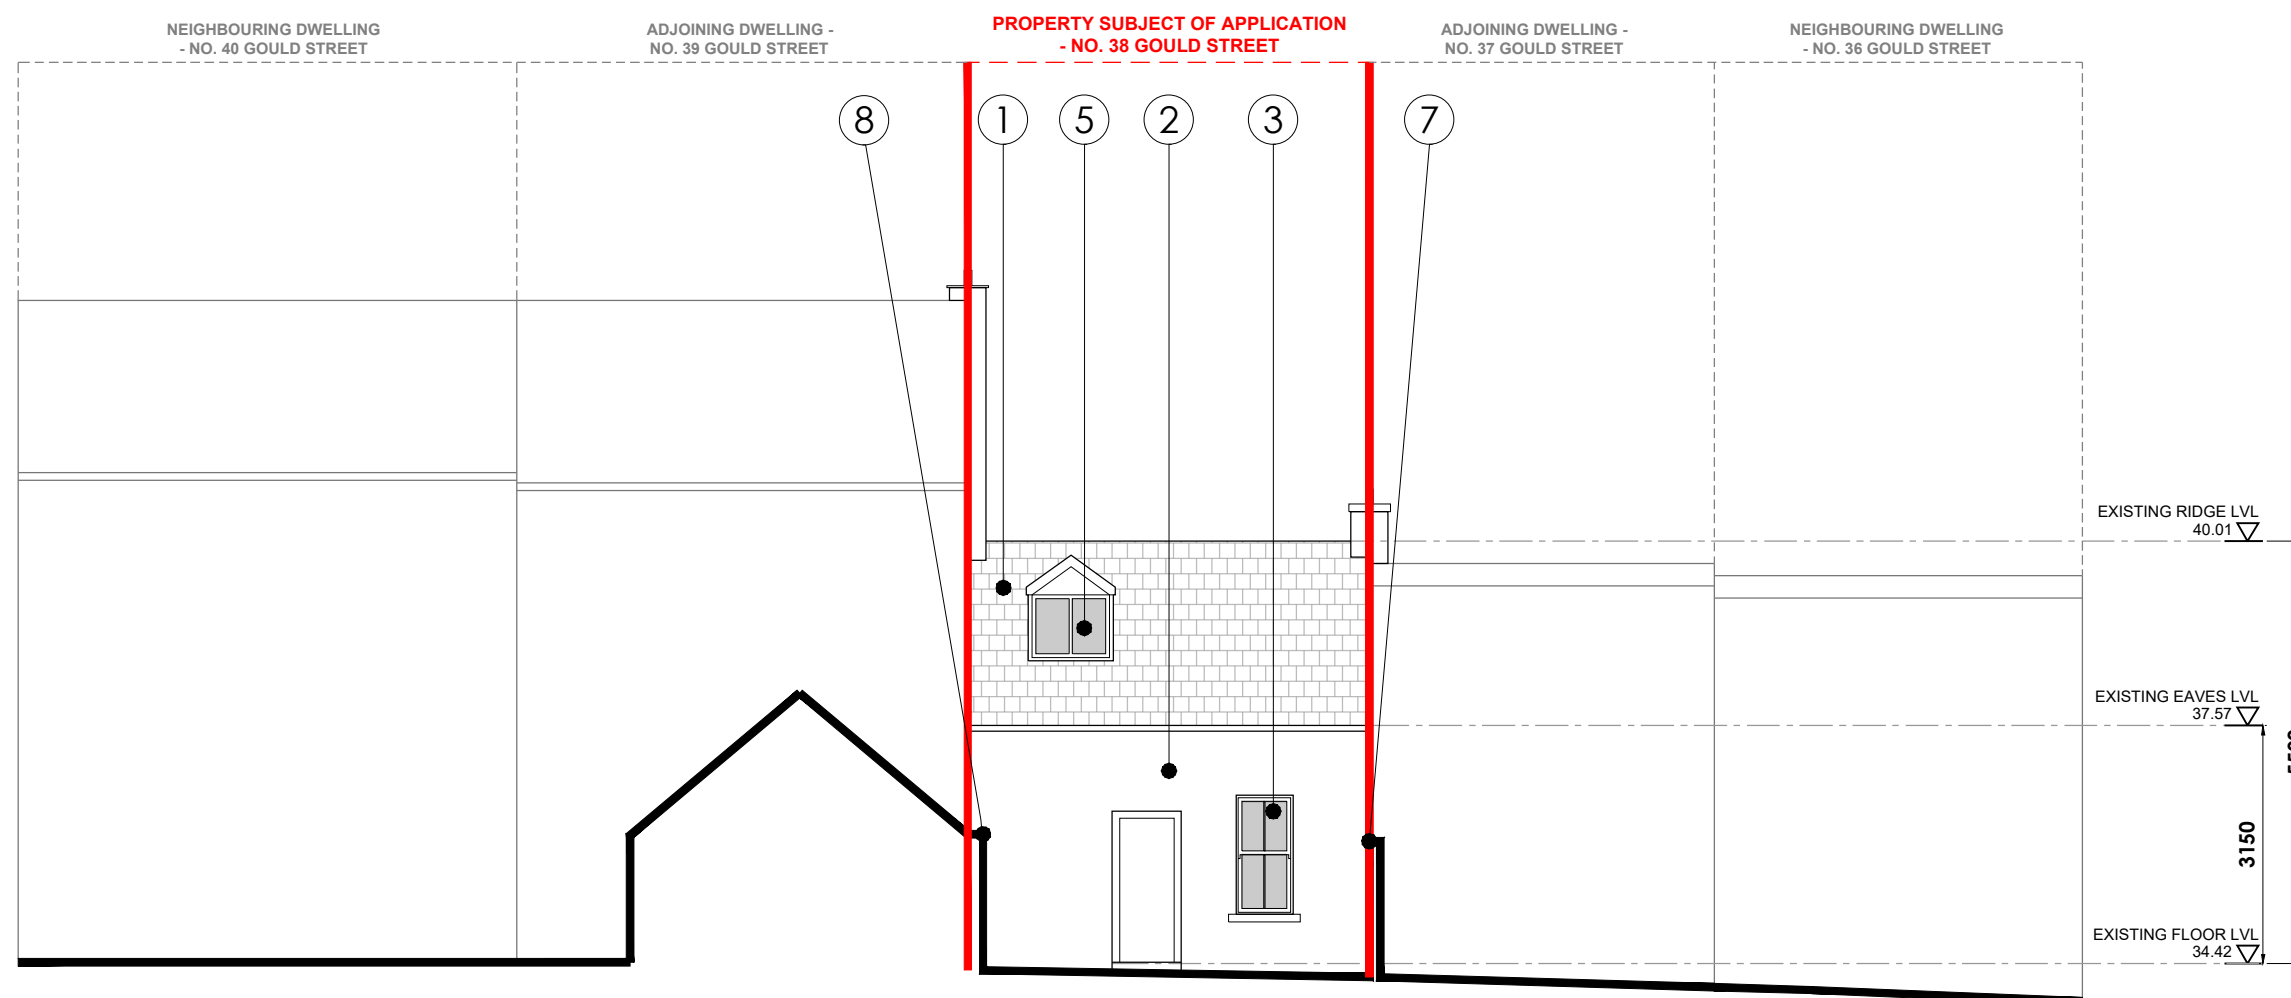 NEIGHBOURING DWELLING
- NO. 40 GOULD STREET
ADJOINING DWELLING -
NO. 39 GOULD STREET
PROPERTY SUBJECT OF APPLICATION
- NO. 38 GOULD STREET
ADJOINING DWELLING -
NO. 37 GOULD STREET
NEIGHBOURING DWELLING
- NO. 36 GOULD STREET
8
1
5
2
3
7
EXISTING RIDGE LVL
40.01
EXISTING EAVES LVL
37.57
3150
EXISTING FLOOR LVL
34.42